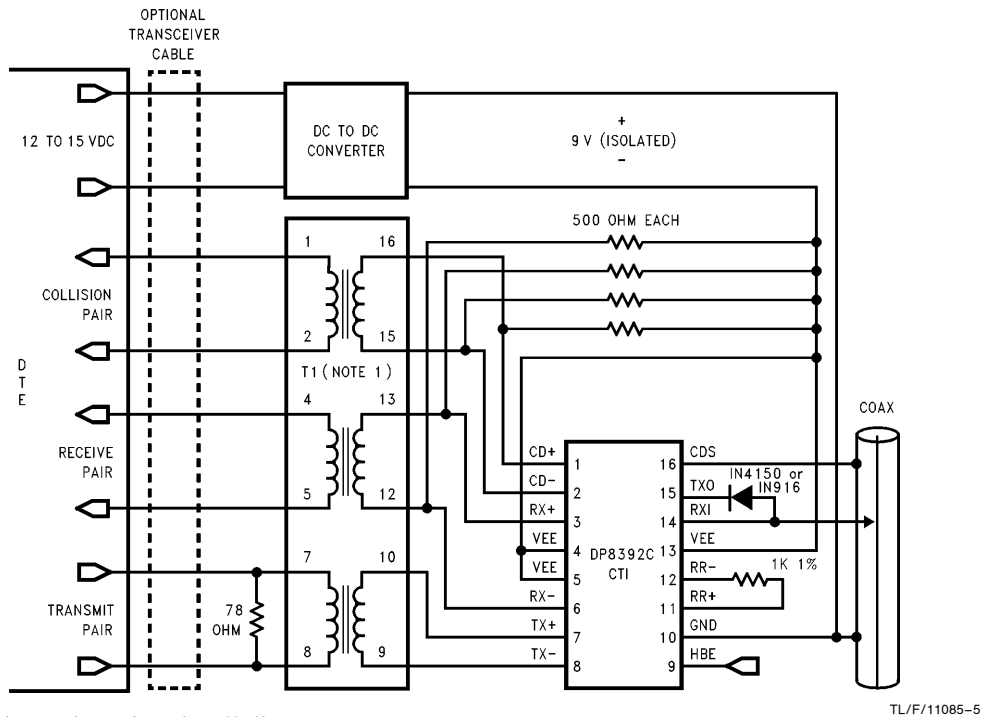 OPTIONAL
TRANSCEIVER
CABLE
12 TO 15 VDC
DC TO DC
CONVERTER
+
9 V (ISOLATED)
−
500 OHM EACH
COLLISION
PAIR
1
16
2
15
T1 (NOTE 1)
D
T
E
4
13
RECEIVE
PAIR
5
12
7
10
TRANSMIT
PAIR
78
OHM
8
9
COAX
CD+
1
CD-
2
RX+
3
VEE
4
VEE
5
RX-
6
TX+
7
TX-
8
DP8392C
CTI
16
CDS
15
TXO
IN4150 or
IN916
14
RXI
13
VEE
12
RR-
1K 1%
11
RR+
10
GND
9
HBE
TL/F/11085–5